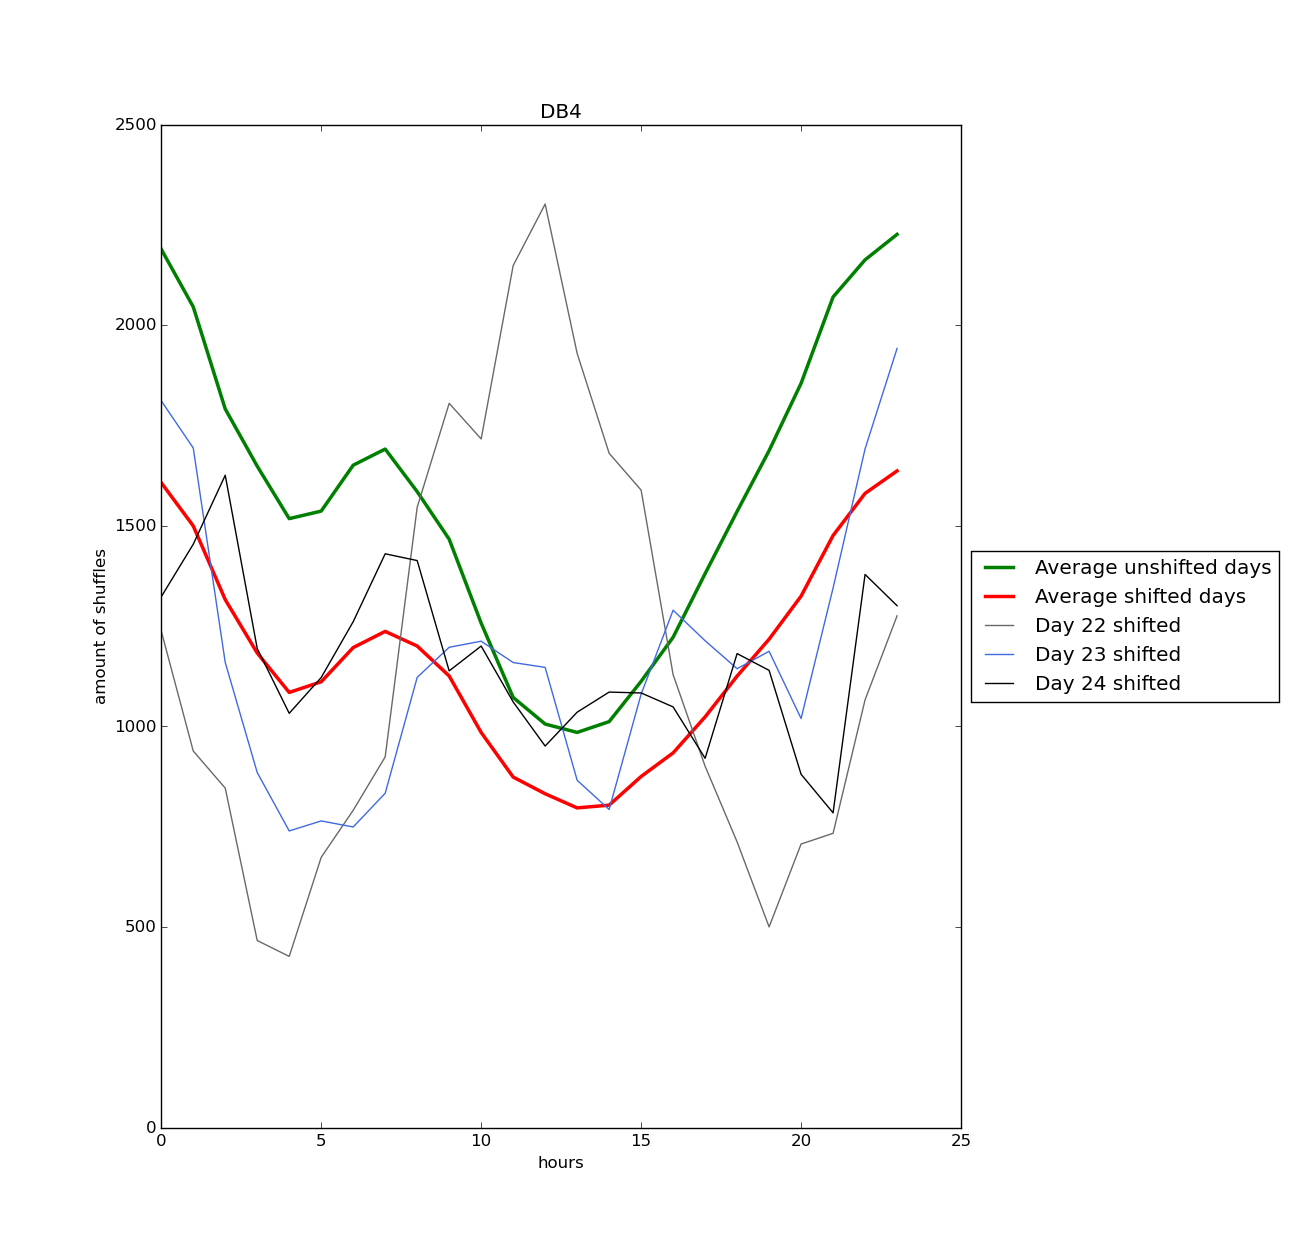 DB4
2500
2000
1500
1000
500
0
amount of shuffles
0 5 10 15 20 25
hours
Average unshifted days
Average shifted days
Day 22 shifted
Day 23 shifted
Day 24 shifted